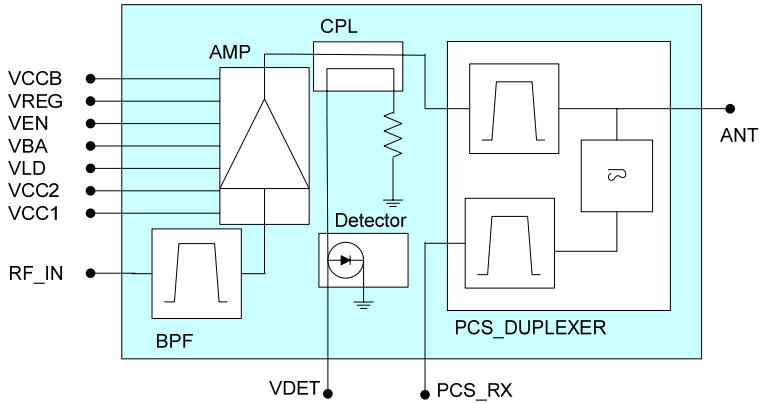 CPL
AMP
VCCB
VREG
VEN
VBA
VLD
VCC2
VCC1
ANT
Detector
RF_IN
BPF
PCS_DUPLEXER
VDET
PCS_RX